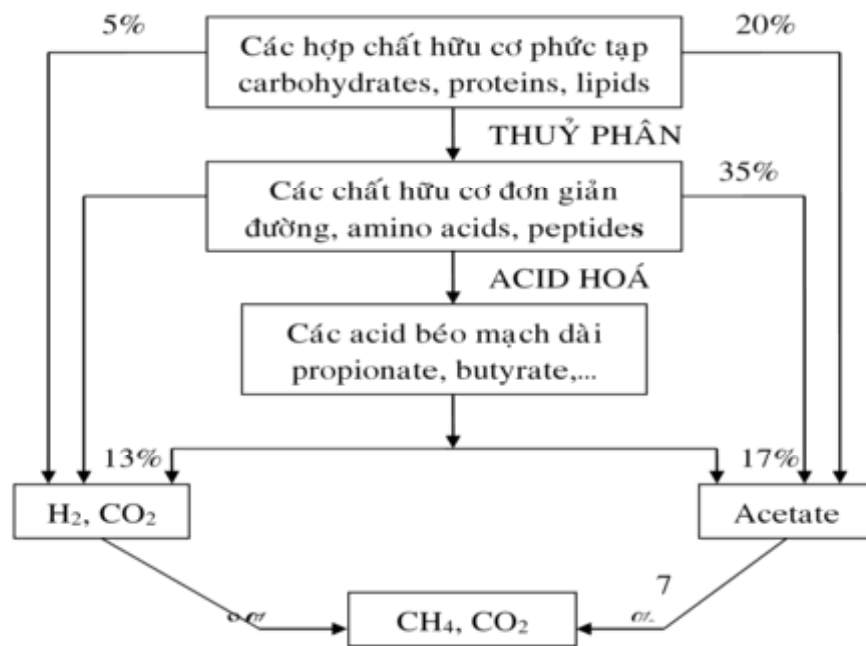 5%
Các hợp chất hữu cơ phức tạp
20%
carbohydrates, proteins, lipids
THUỶ PHÂN
Các chất hữu cơ đơn giản
35%
đường, amino acids, peptides
ACID HOÁ
Các acid béo mạch dài
propionate, butyrate,...
13%
17%
H₂, CO₂
Acetate
7
CH₄, CO₂